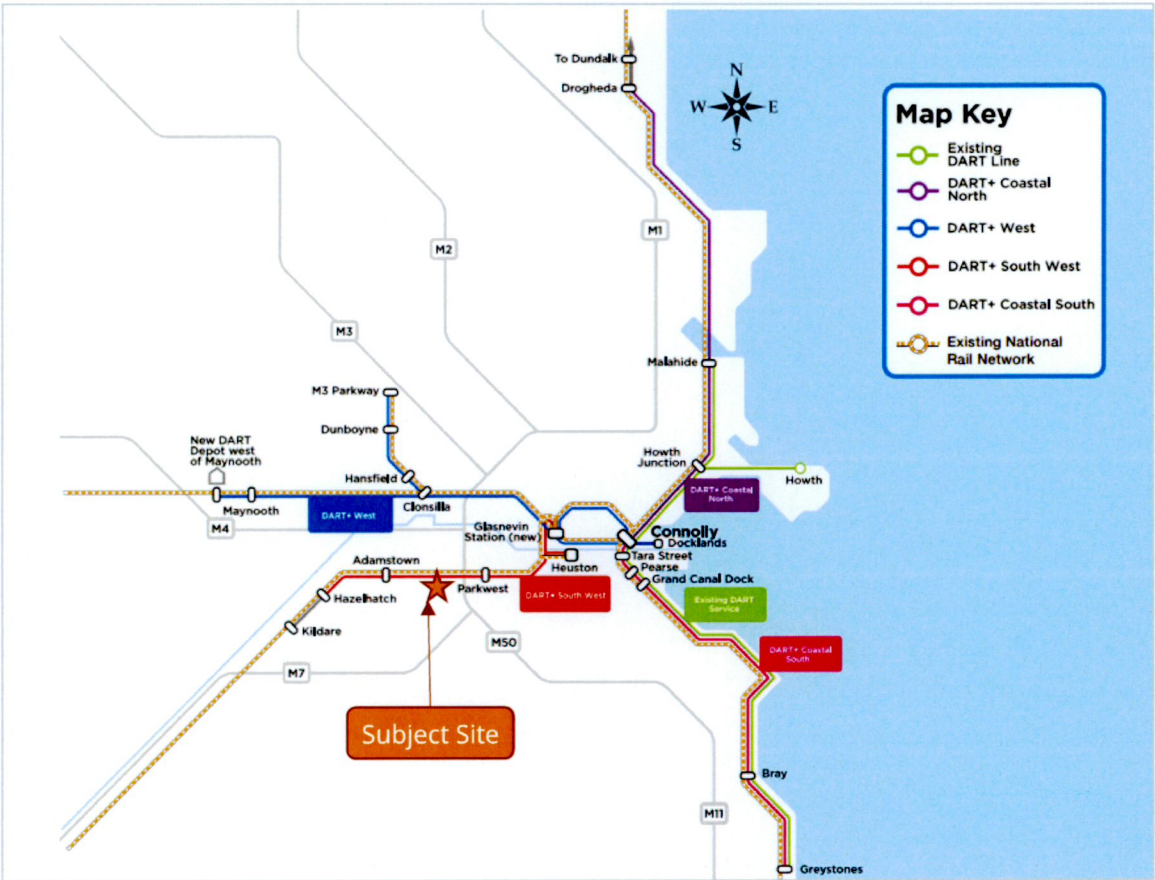 To Dundalk
Drogheda
N
W
E
S
Map Key
Existing
DART Line
DART+ Coastal
North
DART+ West
DART+ South West
DART+ Coastal South
Existing National
Rail Network
M1
M2
M3
Malahide
M3 Parkway
Dunboyne
New DART
Depot west
of Maynooth
Howth
Junction
Howth
Hansfield
DART+ Coastal
North
Maynooth
DART+ West
Clonsilla
M4
Glasnevin
Station (new)
Connolly
Docklands
Tara Street
Heuston
Pearse
Grand Canal Dock
Adamstown
Parkwest
DART+ South West
Existing DART
Service
Hazelhatch
Kildare
M50
DART+ Coastal
South
M7
Subject Site
Bray
M11
Greystones